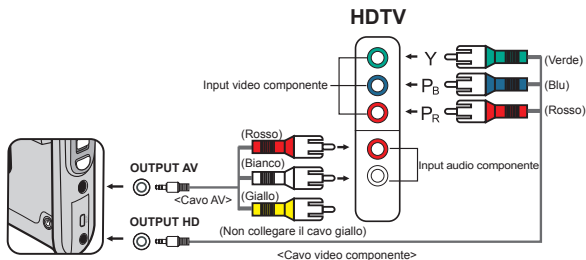 HDTV
Y
(Verde)
Input video componente
PB
(Blu)
PR
(Rosso)
(Rosso)
OUTPUT AV
(Bianco)
Input audio componente
<Cavo AV>
(Giallo)
OUTPUT HD
(Non collegare il cavo giallo)
<Cavo video componente>